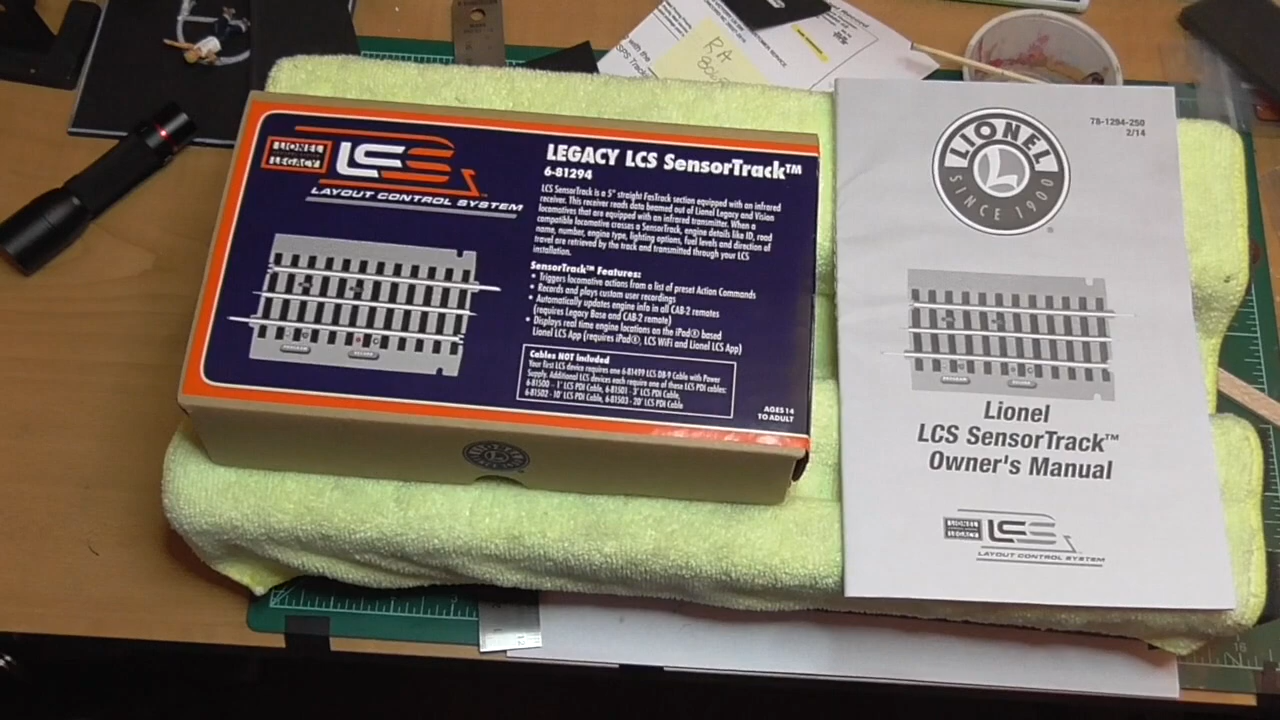 LIONEL
LEGACY
LCS
LAYOUT CONTROL SYSTEM
LEGACY LCS SensorTrack™
6-81294
LCS SensorTrack is a 5" straight FasTrack section equipped with an infrared
receiver. This receiver reads data beamed out of Lionel Legacy and Vision
locomotives that are equipped with an infrared transmitter. When a
compatible locomotive crosses a SensorTrack, engine details like ID, road
name, number, engine type, lighting options, fuel levels and direction of
travel are retrieved by the track and transmitted through your LCS
installation.
SensorTrack™ Features:
• Triggers locomotive actions from a list of preset Action Commands
• Records and plays custom user recordings
• Automatically updates engine info in all CAB-2 remotes
(requires Legacy Base and CAB-2 remote)
• Displays real time engine locations on the iPad® based
Lionel LCS App (requires iPad®, LCS WiFi and Lionel LCS App)
Cables NOT Included
Your first LCS device requires one 6-81499 LCS DB-9 Cable with Power
Supply. Additional LCS devices each require one of these LCS PDI cables:
6-81500 - 1' LCS PDI Cable, 6-81501 - 3' LCS PDI Cable,
6-81502 - 10' LCS PDI Cable, 6-81503 - 20' LCS PDI Cable
AGES 14
TO ADULT
PROGRAM
RECORD
78-1294-250
2/14
LIONEL
L
SINCE 1900
®
PROGRAM
RECORD
Lionel
LCS SensorTrack™
Owner's Manual
LIONEL
LEGACY
LCS
LAYOUT CONTROL SYSTEM
RA
with the
12
16